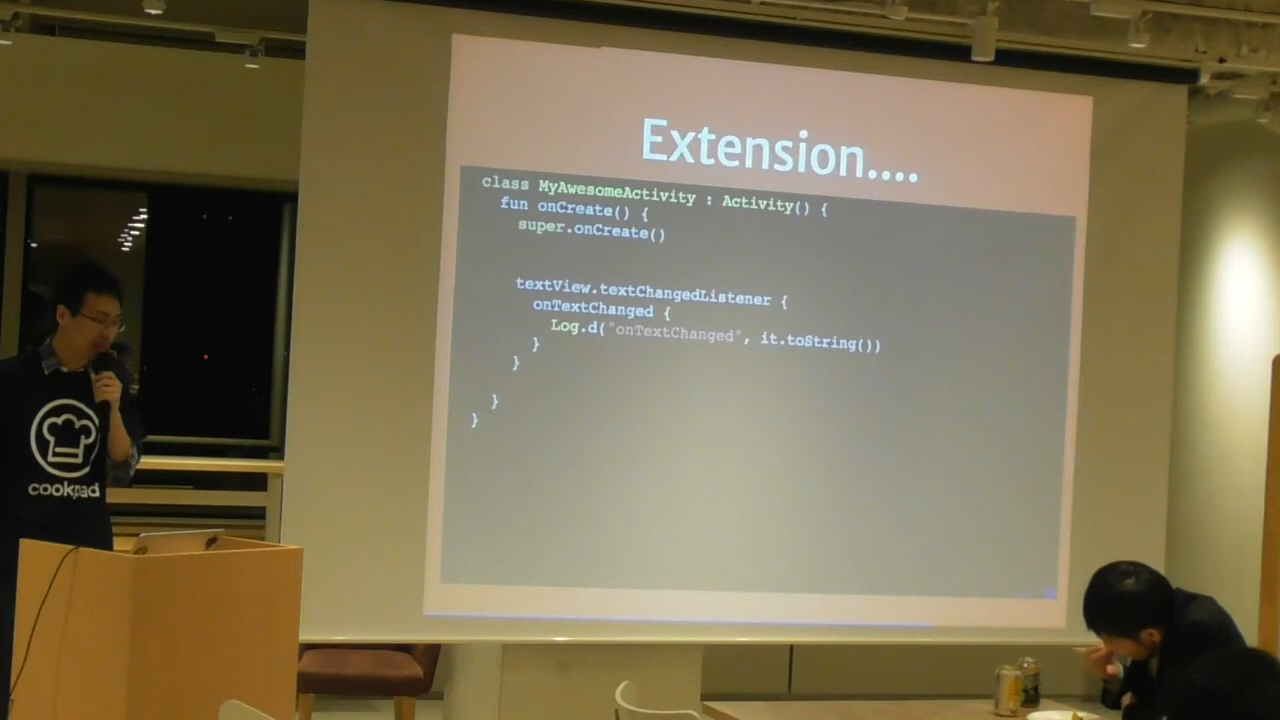 Extension....
class MyAwesomeActivity : Activity() {
fun onCreate() {
super.onCreate()
textView.textChangedListener {
onTextChanged {
Log.d("onTextChanged", it.toString())
}
}
}
}
cookpad